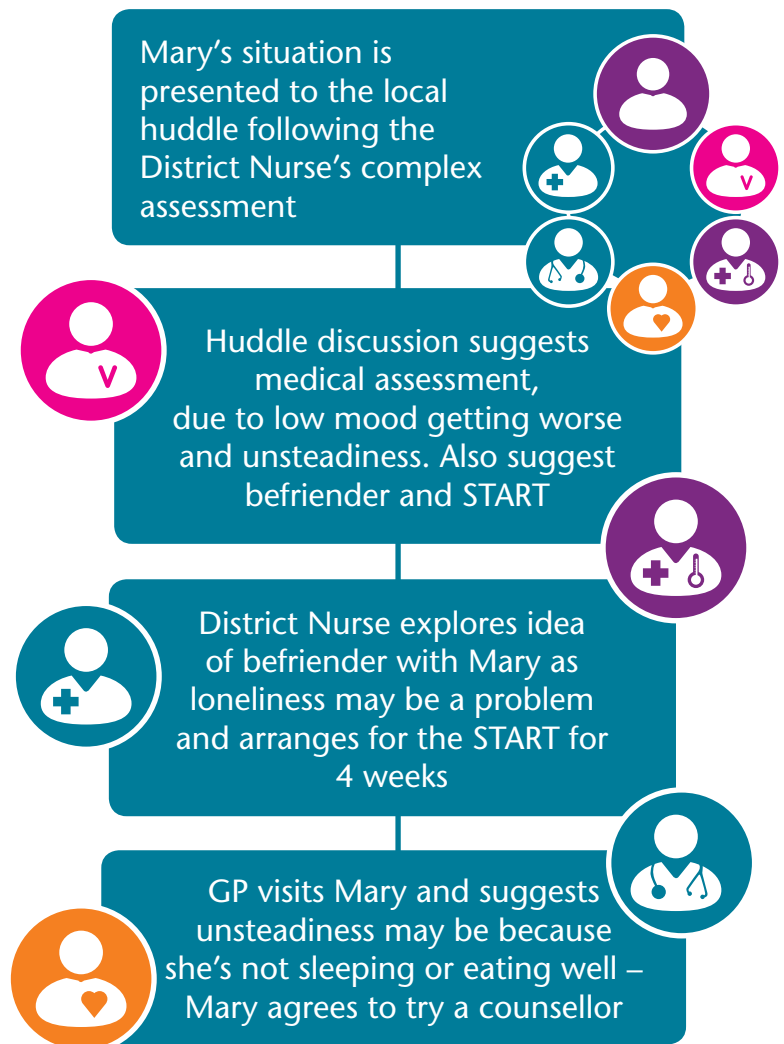 Mary’s situation is
presented to the local
huddle following the
District Nurse’s complex
assessment
V
V
Huddle discussion suggests
medical assessment,
due to low mood getting worse
and unsteadiness. Also suggest
befriender and START
District Nurse explores idea
of befriender with Mary as
loneliness may be a problem
and arranges for the START for
4 weeks
GP visits Mary and suggests
unsteadiness may be because
she’s not sleeping or eating well –
Mary agrees to try a counsellor